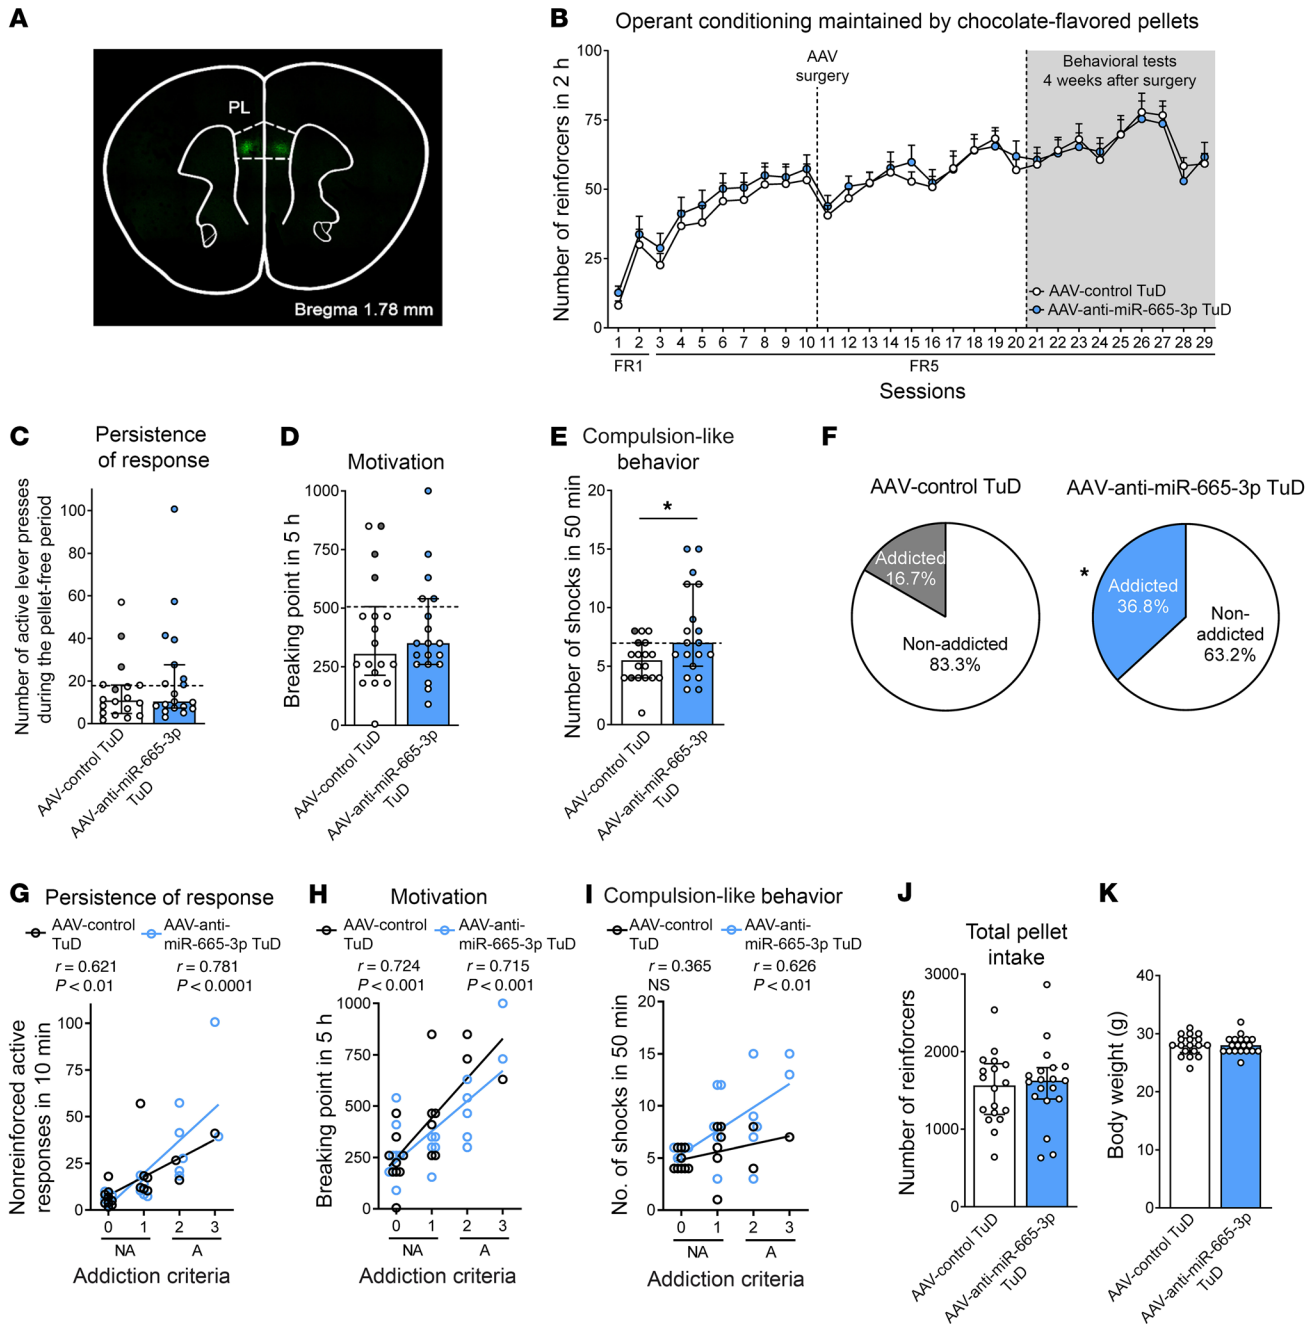 A
PL
Bregma 1.78 mm
B
Operant conditioning maintained by chocolate-flavored pellets
Number of reinforcers in 2 h
100
75
50
25
0
AAV
surgery
Behavioral tests
4 weeks after surgery
AAV-control TuD
AAV-anti-miR-665-3p TuD
1 2 3 4 5 6 7 8 9 10 11 12 13 14 15 16 17 18 19 20 21 22 23 24 25 26 27 28 29
FR1
FR5
Sessions
C
Persistence
of response
Number of active lever presses
during the pellet-free period
100
80
60
40
20
0
AAV-control TuD
AAV-anti-miR-665-3p
TuD
D
Motivation
Breaking point in 5 h
1000
750
500
250
0
AAV-control TuD
AAV-anti-miR-665-3p
TuD
E
Compulsion-like
behavior
Number of shocks in 50 min
20
15
10
5
0
*
AAV-control TuD
AAV-anti-miR-665-3p
TuD
F
AAV-control TuD
Addicted
16.7%
Non-addicted
83.3%
AAV-anti-miR-665-3p TuD
*
Addicted
36.8%
Non-
addicted
63.2%
G
Persistence of response
AAV-control
TuD
AAV-anti-
miR-665-3p TuD
r = 0.621
P < 0.01
r = 0.781
P < 0.0001
Nonreinforced active
responses in 10 min
100
75
50
25
0
0 1 2 3
NA
A
Addiction criteria
H
Motivation
AAV-control
TuD
AAV-anti-
miR-665-3p TuD
r = 0.724
P < 0.001
r = 0.715
P < 0.001
Breaking point in 5 h
1000
750
500
250
0
0 1 2 3
NA
A
Addiction criteria
I
Compulsion-like behavior
AAV-control
TuD
AAV-anti-
miR-665-3p TuD
r = 0.365
NS
r = 0.626
P < 0.01
No. of shocks in 50 min
20
15
10
5
0
0 1 2 3
NA
A
Addiction criteria
J
Total pellet
intake
Number of reinforcers
3000
2000
1000
0
AAV-control TuD
AAV-anti-miR-665-3p
TuD
K
Body weight (g)
40
30
20
10
0
AAV-control TuD
AAV-anti-miR-665-3p
TuD